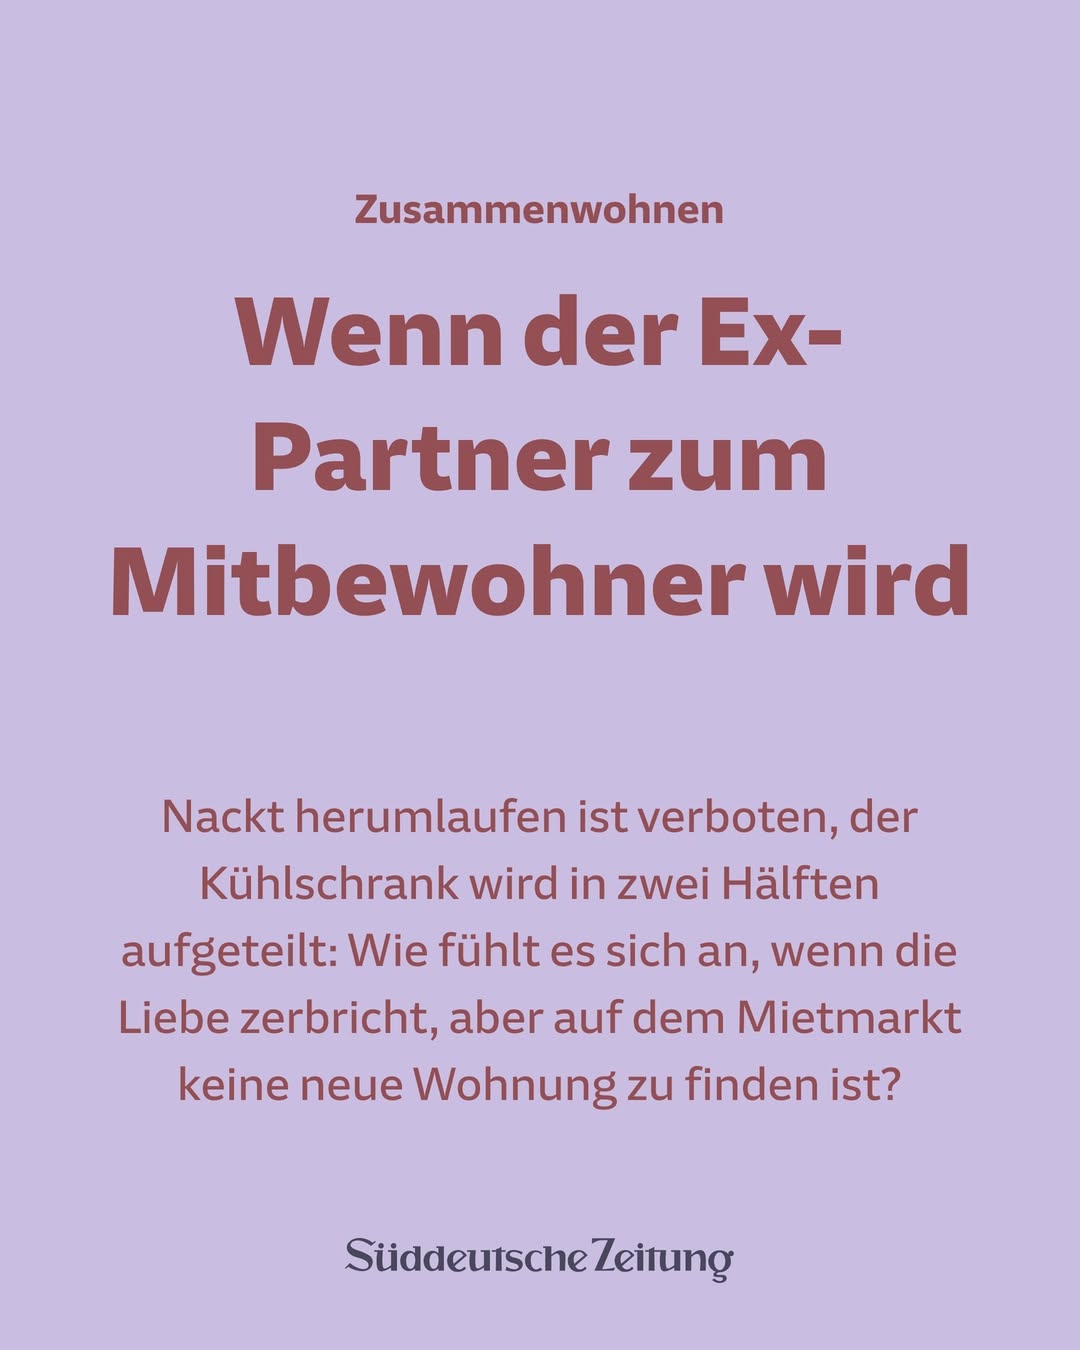 Zusammenwohnen
Wenn der Ex-
Partner zum
Mitbewohner wird
Nackt herumlaufen ist verboten, der
Kühlschrank wird in zwei Hälften
aufgeteilt: Wie fühlt es sich an, wenn die
Liebe zerbricht, aber auf dem Mietmarkt
keine neue Wohnung zu finden ist?
Süddeutsche Zeitung